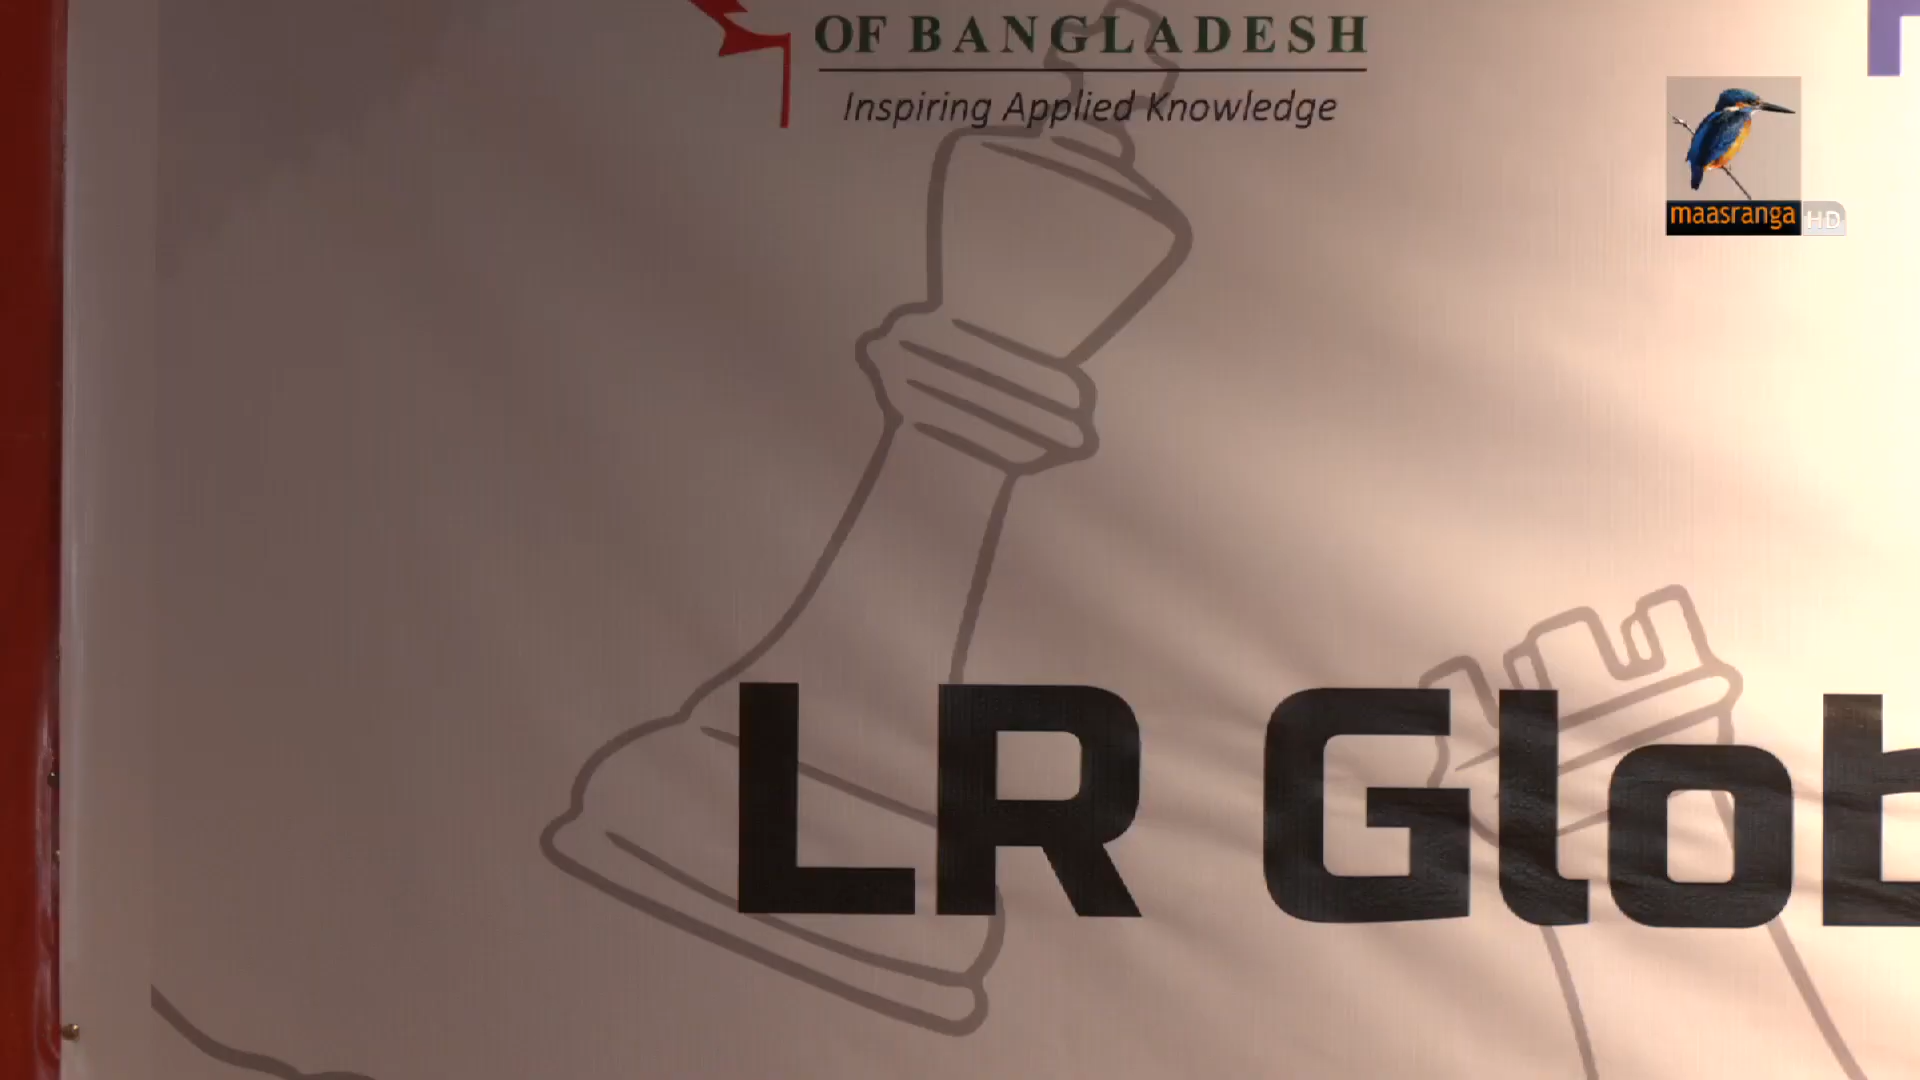 OF BANGLADESH
Inspiring Applied Knowledge
maasranga HD
LR Glob